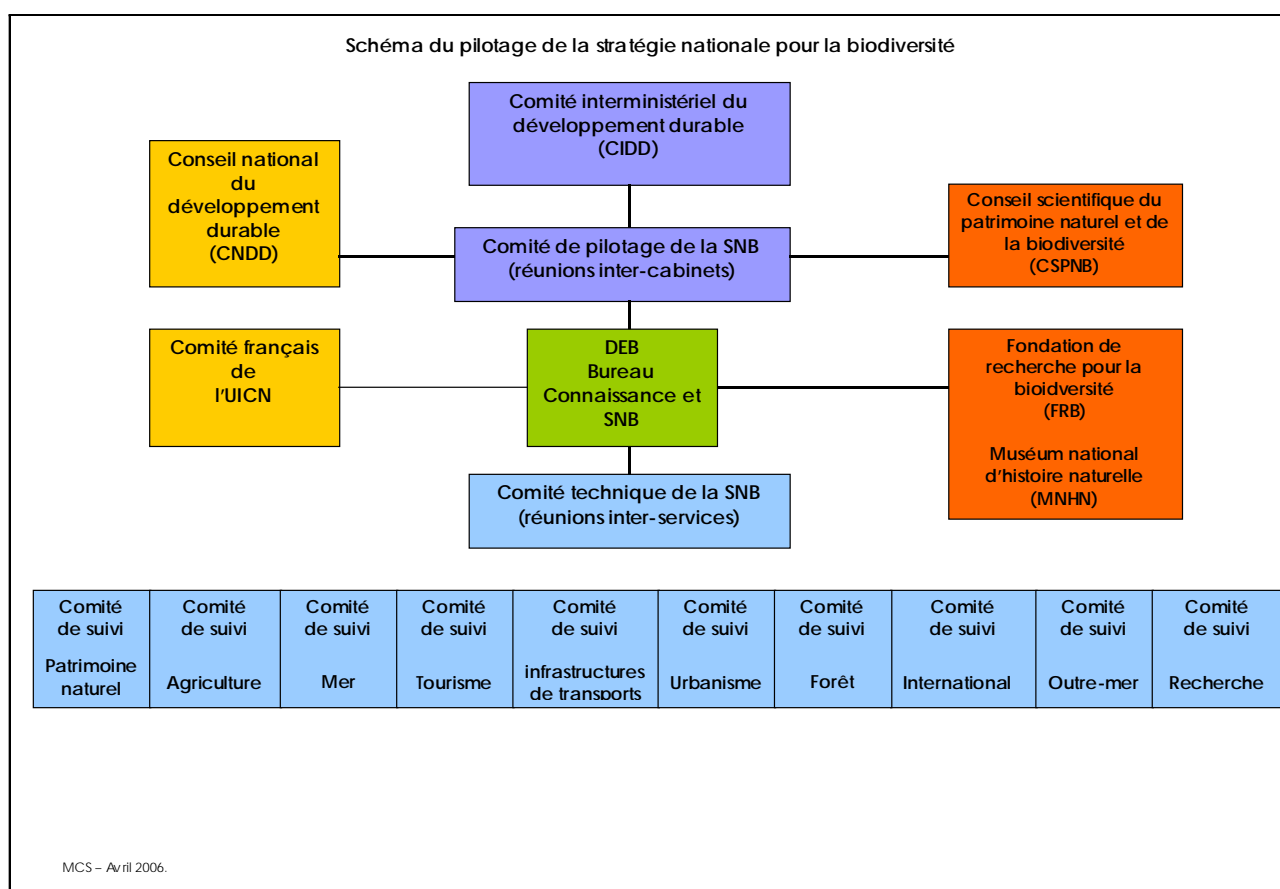 Schéma du pilotage de la stratégie nationale pour la biodiversité
Comité interministériel du
développement durable
(CIDD)
Conseil national
du
développement
durable
(CNDD)
Comité de pilotage de la SNB
(réunions inter-cabinets)
Conseil scientifique du
patrimoine naturel et de
la biodiversité
(CSPNB)
Comité français
de
l'UICN
DEB
Bureau
Connaissance et
SNB
Fondation de
recherche pour la
bioidversité
(FRB)
Muséum national
d'histoire naturelle
(MNHN)
Comité technique de la SNB
(réunions inter-services)
Comité
de suivi
Patrimoine
naturel
Comité
de suivi
Agriculture
Comité
de suivi
Mer
Comité
de suivi
Tourisme
Comité
de suivi
infrastructures
de transports
Comité
de suivi
Urbanisme
Comité
de suivi
Forêt
Comité
de suivi
International
Comité
de suivi
Outre-mer
Comité
de suivi
Recherche
MCS – Avril 2006.